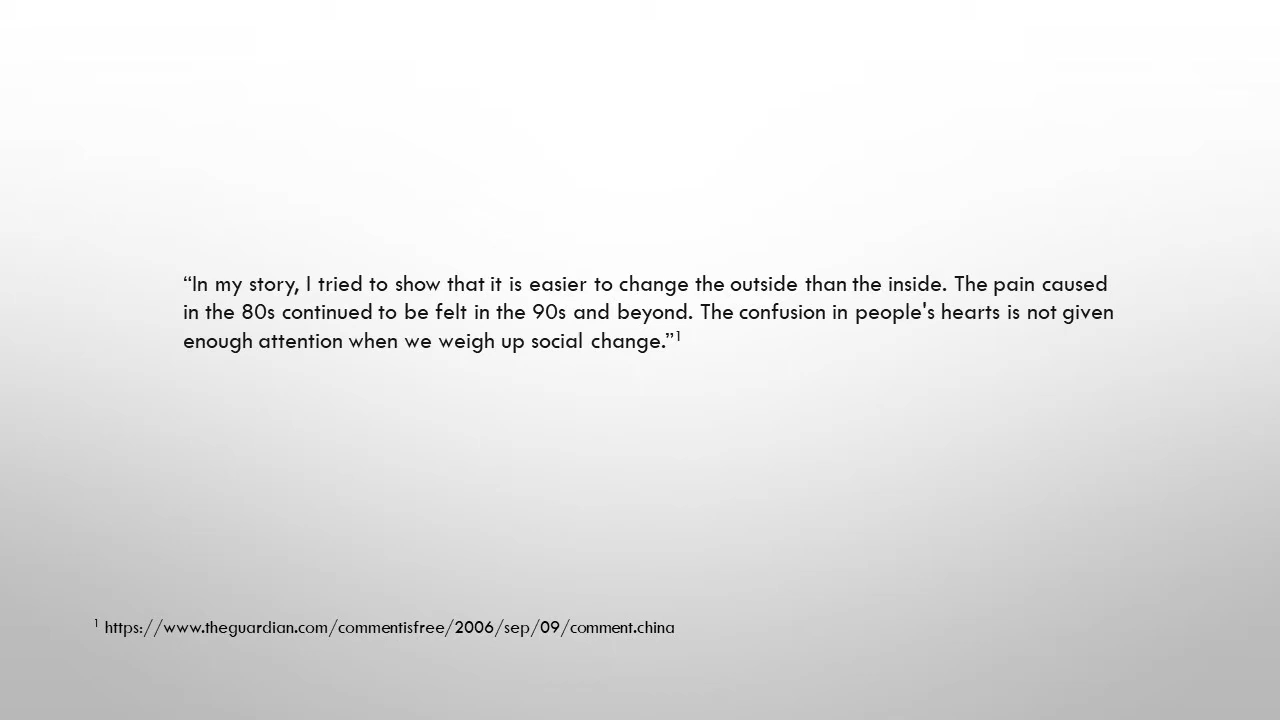 “In my story, I tried to show that it is easier to change the outside than the inside. The pain caused
in the 80s continued to be felt in the 90s and beyond. The confusion in people's hearts is not given
enough attention when we weigh up social change.”¹
¹ https://www.theguardian.com/commentisfree/2006/sep/09/comment.china